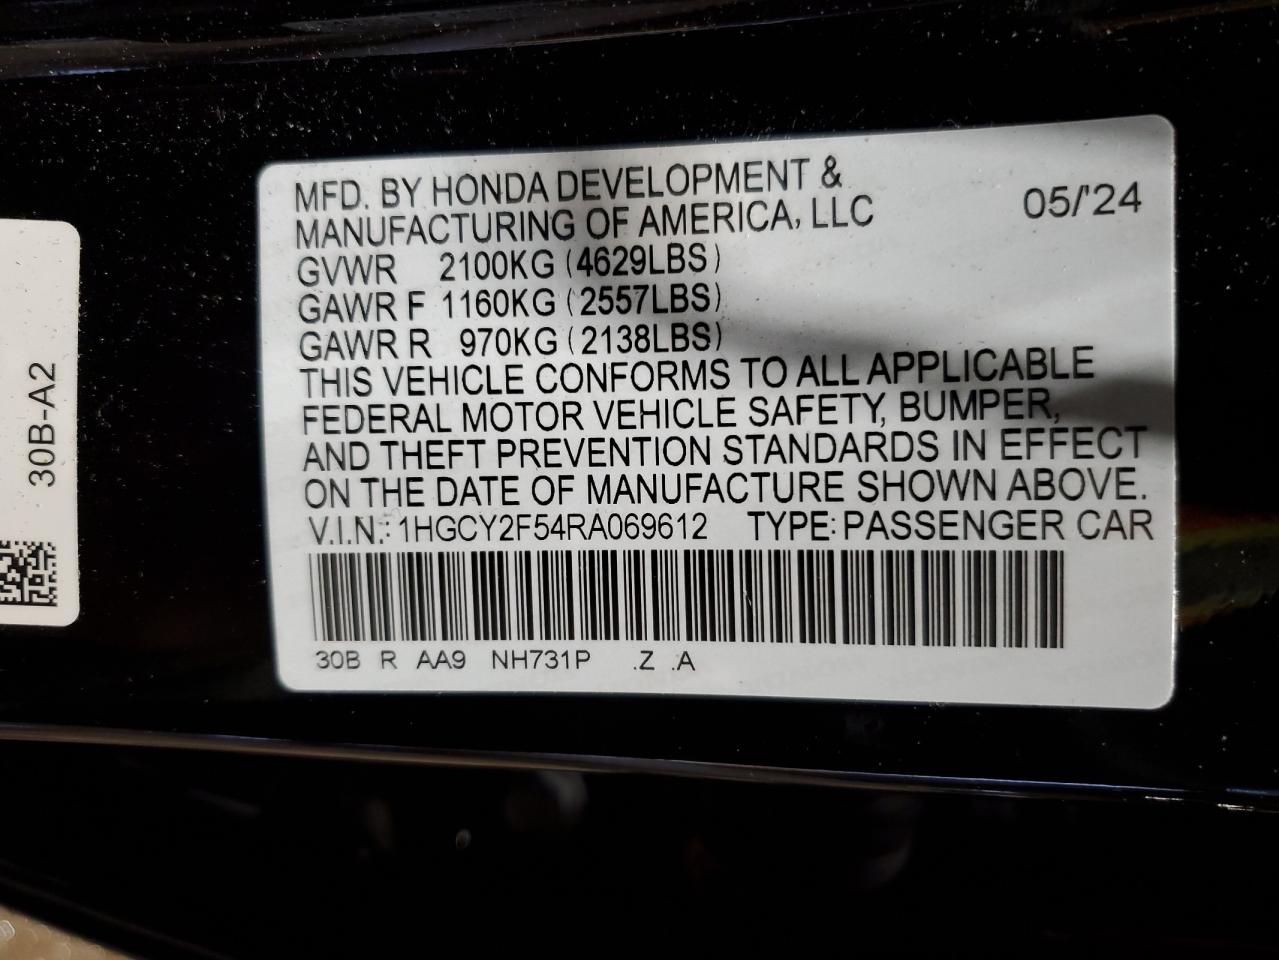 MFD. BY HONDA DEVELOPMENT &
MANUFACTURING OF AMERICA, LLC 05/'24
GVWR 2100KG (4629LBS)
GAWR F 1160KG (2557LBS)
GAWR R 970KG (2138LBS)
THIS VEHICLE CONFORMS TO ALL APPLICABLE
FEDERAL MOTOR VEHICLE SAFETY, BUMPER,
AND THEFT PREVENTION STANDARDS IN EFFECT
ON THE DATE OF MANUFACTURE SHOWN ABOVE.
V.I.N.: 1HGCY2F54RA069612 TYPE: PASSENGER CAR
30B R AA9 NH731P .Z .A
30B-A2